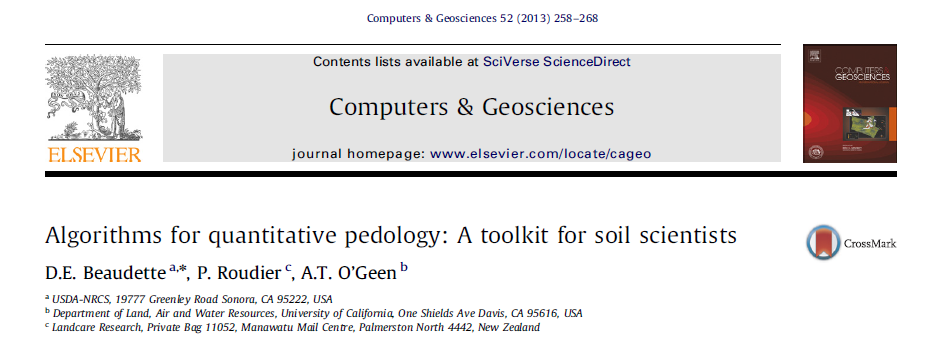 Computers & Geosciences 52 (2013) 258–268
Contents lists available at SciVerse ScienceDirect
Computers & Geosciences
journal homepage: www.elsevier.com/locate/cageo
ELSEVIER
COMPUTERS & GEOSCIENCES
Algorithms for quantitative pedology: A toolkit for soil scientists
CrossMark
D.E. Beaudette a,*, P. Roudier c, A.T. O'Geen b
a USDA-NRCS, 19777 Greenley Road Sonora, CA 95222, USA
b Department of Land, Air and Water Resources, University of California, One Shields Ave Davis, CA 95616, USA
c Landcare Research, Private Bag 11052, Manawatu Mail Centre, Palmerston North 4442, New Zealand